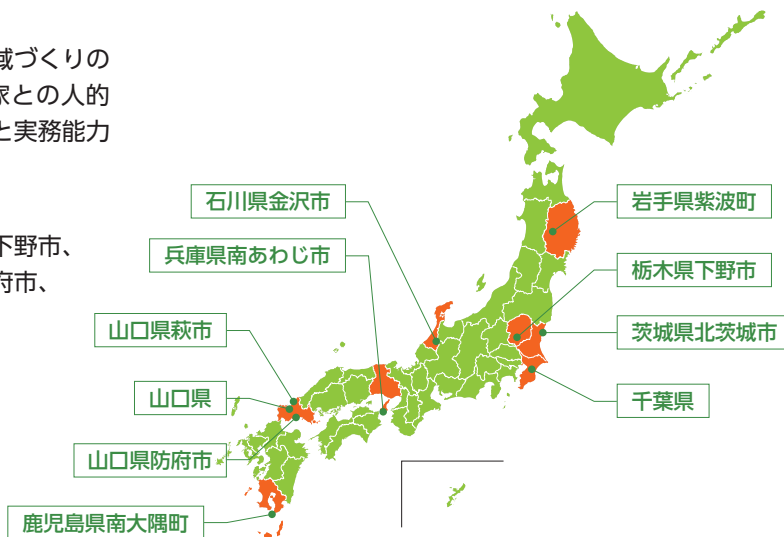 域づくりの
家との人的
と実務能力
下野市、
府市、
石川県金沢市
兵庫県南あわじ市
山口県萩市
山口県
山口県防府市
鹿児島県南大隅町
岩手県紫波町
栃木県下野市
茨城県北茨城市
千葉県